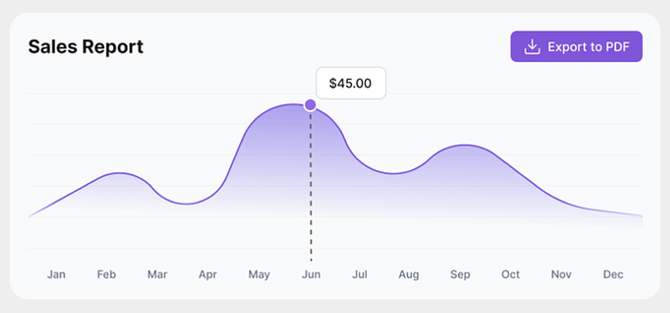 Sales Report
Export to PDF
$45.00
Jan Feb Mar Apr May Jun Jul Aug Sep Oct Nov Dec